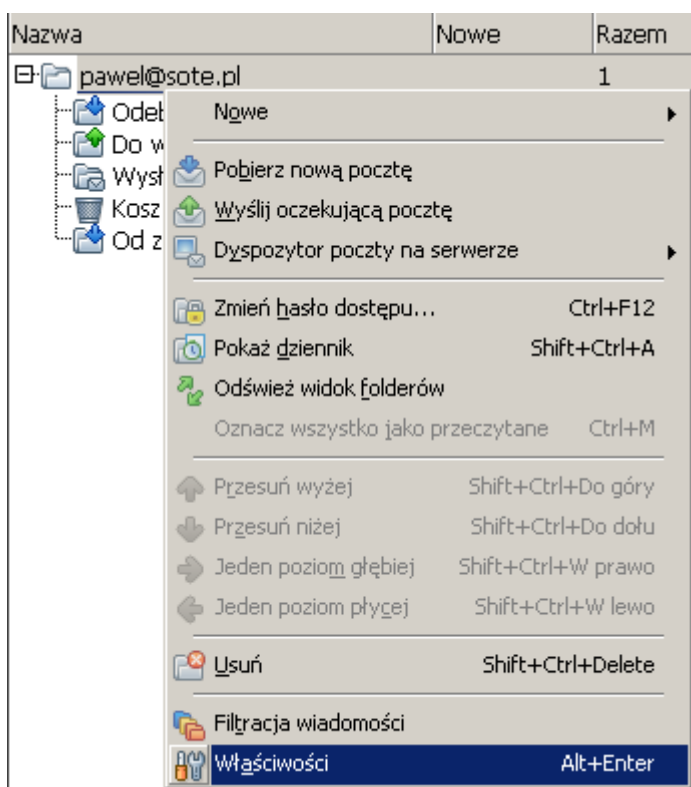 Nazwa Nowe Razem
pawel@sote.pl 1
Nowe
Do
Pobierz nową pocztę
Kosz Wyślij oczekującą pocztę
Od z Dyspozytor poczty na serwerze
Zmień hasło dostępu... Ctrl+F12
Pokaż dziennik Shift+Ctrl+A
Odśwież widok folderów
Oznacz wszystko jako przeczytane Ctrl+M
Przesuń wyżej Shift+Ctrl+Do góry
Przesuń niżej Shift+Ctrl+Do dołu
Jeden poziom głębiej Shift+Ctrl+W prawo
Jeden poziom płycej Shift+Ctrl+W lewo
Usuń Shift+Ctrl+Delete
Filtracja wiadomości
Właściwości Alt+Enter